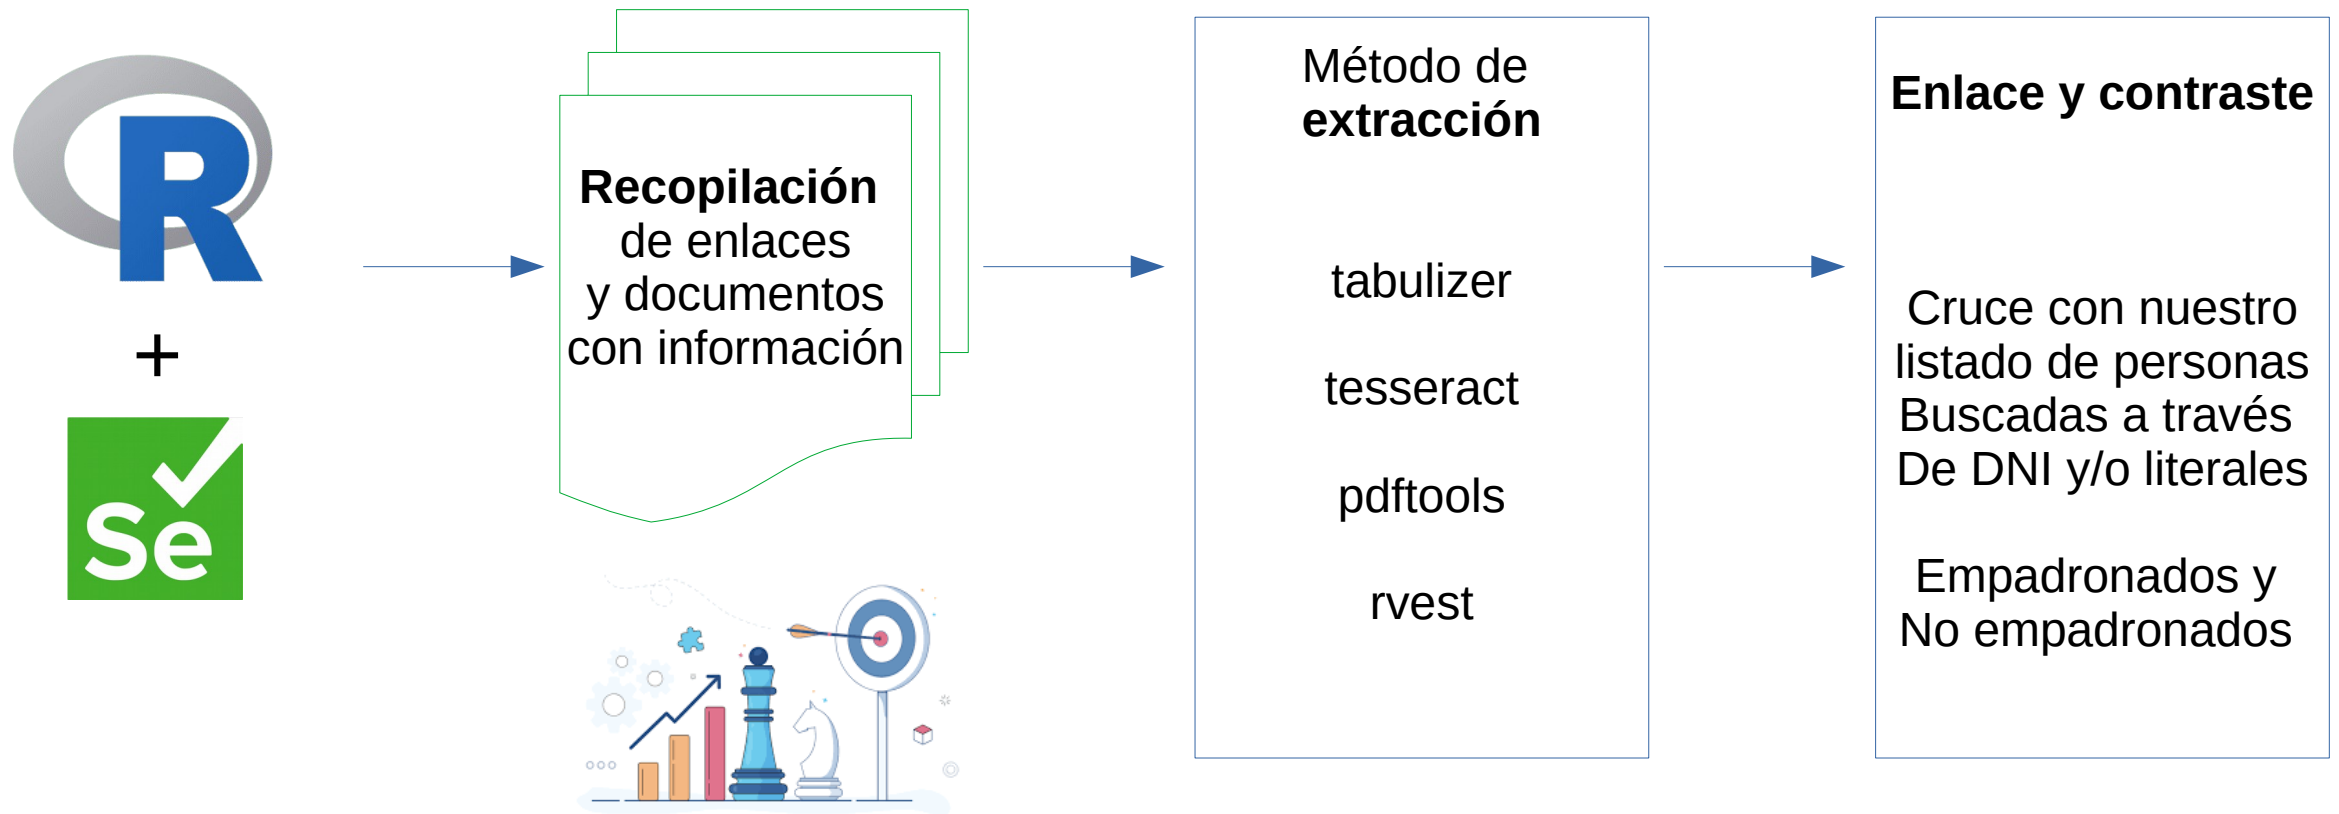 R
+
Se
Recopilación
de enlaces
y documentos
con información
Método de
extracción
tabulizer
tesseract
pdftools
rvest
Enlace y contraste
Cruce con nuestro
listado de personas
Buscadas a través
De DNI y/o literales
Empadronados y
No empadronados